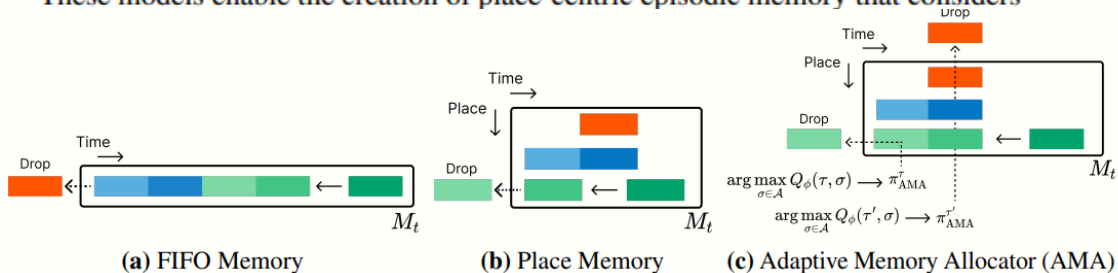 These models enable the creation of place-centric episodic memory that considers
Drop
Time
Place
Time
Place
Drop
Time
Drop
Drop
M_t
M_t
M_t
arg max Q_ϕ(τ, σ) → π^τ_AMA
σ∈𝒜
arg max Q_ϕ(τ′, σ) → π^τ′_AMA
σ∈𝒜
(a) FIFO Memory
(b) Place Memory
(c) Adaptive Memory Allocator (AMA)